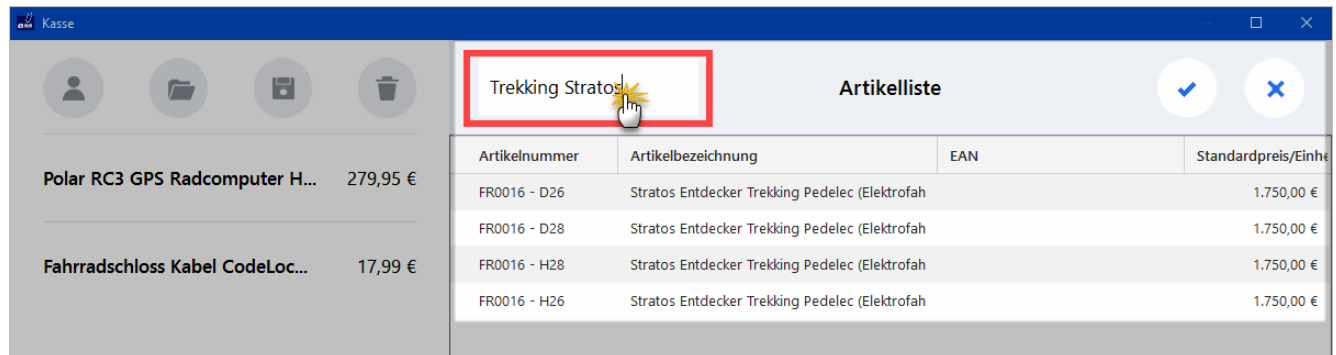 Kasse
Trekking Stratos
Artikelliste
Artikelnummer Artikelbezeichnung EAN Standardpreis/Einhe
Polar RC3 GPS Radcomputer H... 279,95 €
FR0016 - D26 Stratos Entdecker Trekking Pedelec (Elektrofah 1.750,00 €
FR0016 - D28 Stratos Entdecker Trekking Pedelec (Elektrofah 1.750,00 €
Fahrradschloss Kabel CodeLoc... 17,99 €
FR0016 - H28 Stratos Entdecker Trekking Pedelec (Elektrofah 1.750,00 €
FR0016 - H26 Stratos Entdecker Trekking Pedelec (Elektrofah 1.750,00 €